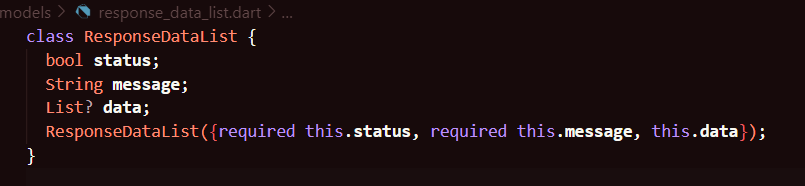 models > response_data_list.dart > ...
class ResponseDataList {
  bool status;
  String message;
  List? data;
  ResponseDataList({required this.status, required this.message, this.data});
}